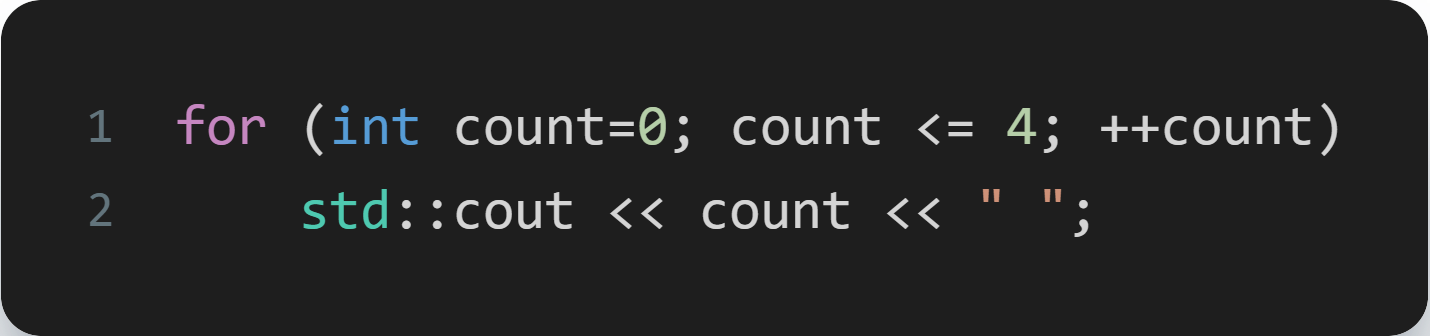 1 for (int count=0; count <= 4; ++count)
2     std::cout << count << " ";